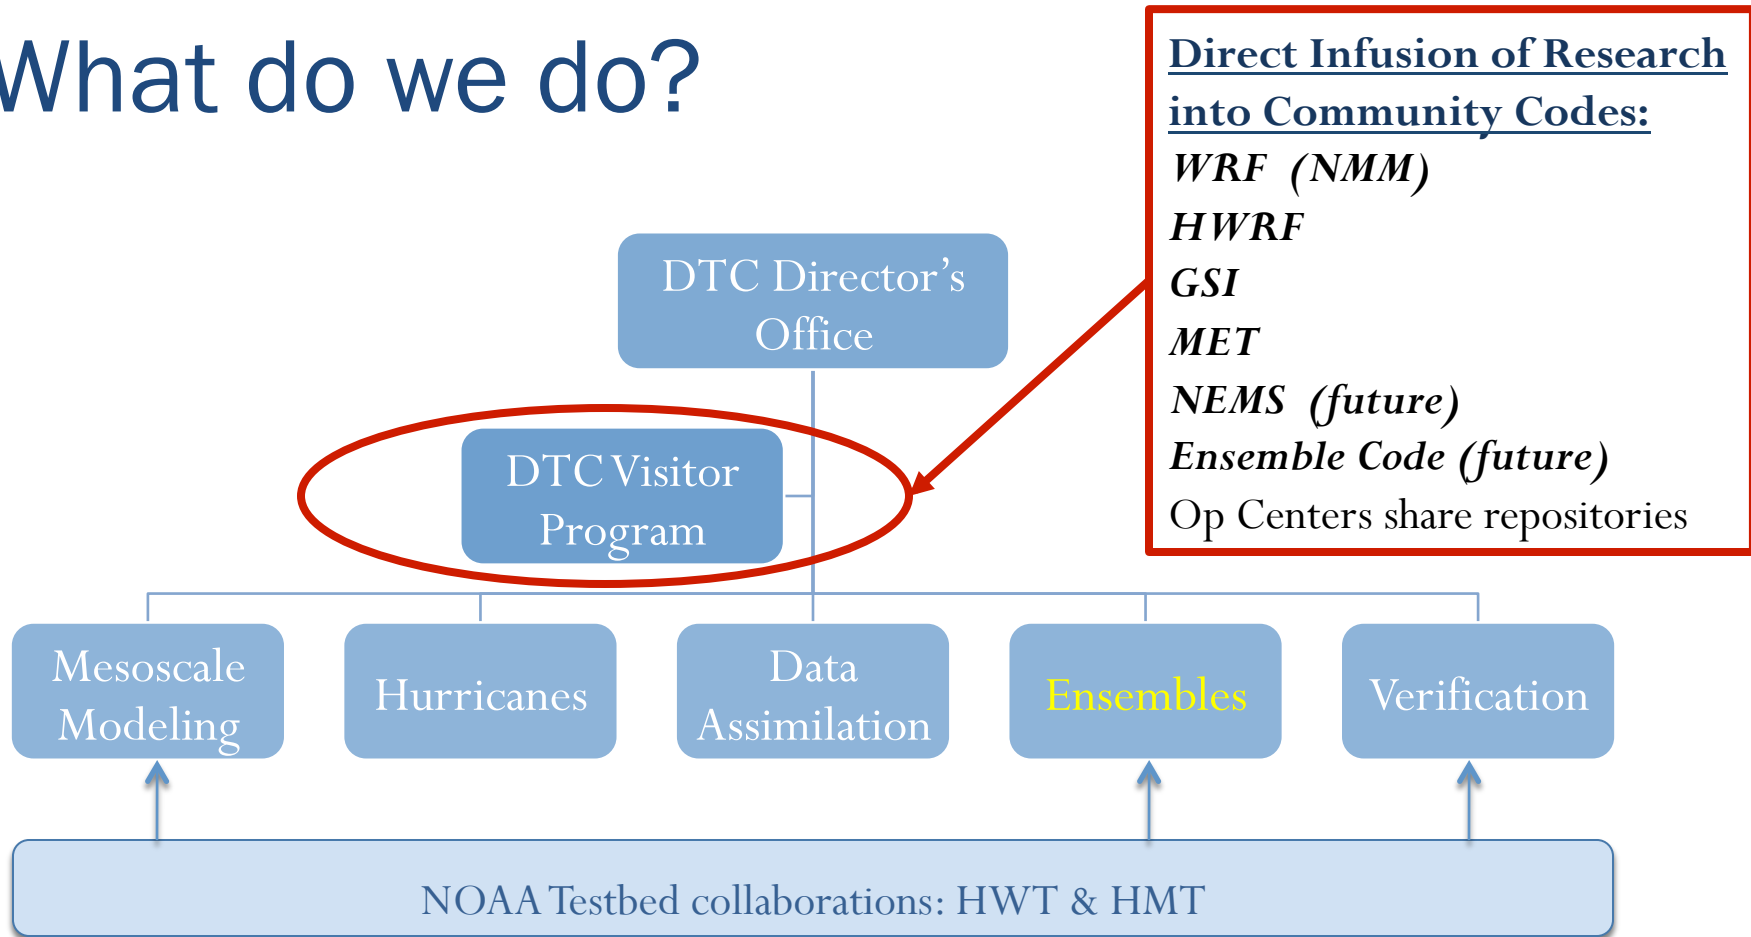 What do we do?
Direct Infusion of Research
into Community Codes:
WRF (NMM)
HWRF
GSI
MET
NEMS (future)
Ensemble Code (future)
Op Centers share repositories
DTC Director’s
Office
DTC Visitor
Program
Mesoscale
Modeling
Hurricanes
Data
Assimilation
Ensembles
Verification
NOAA Testbed collaborations: HWT & HMT